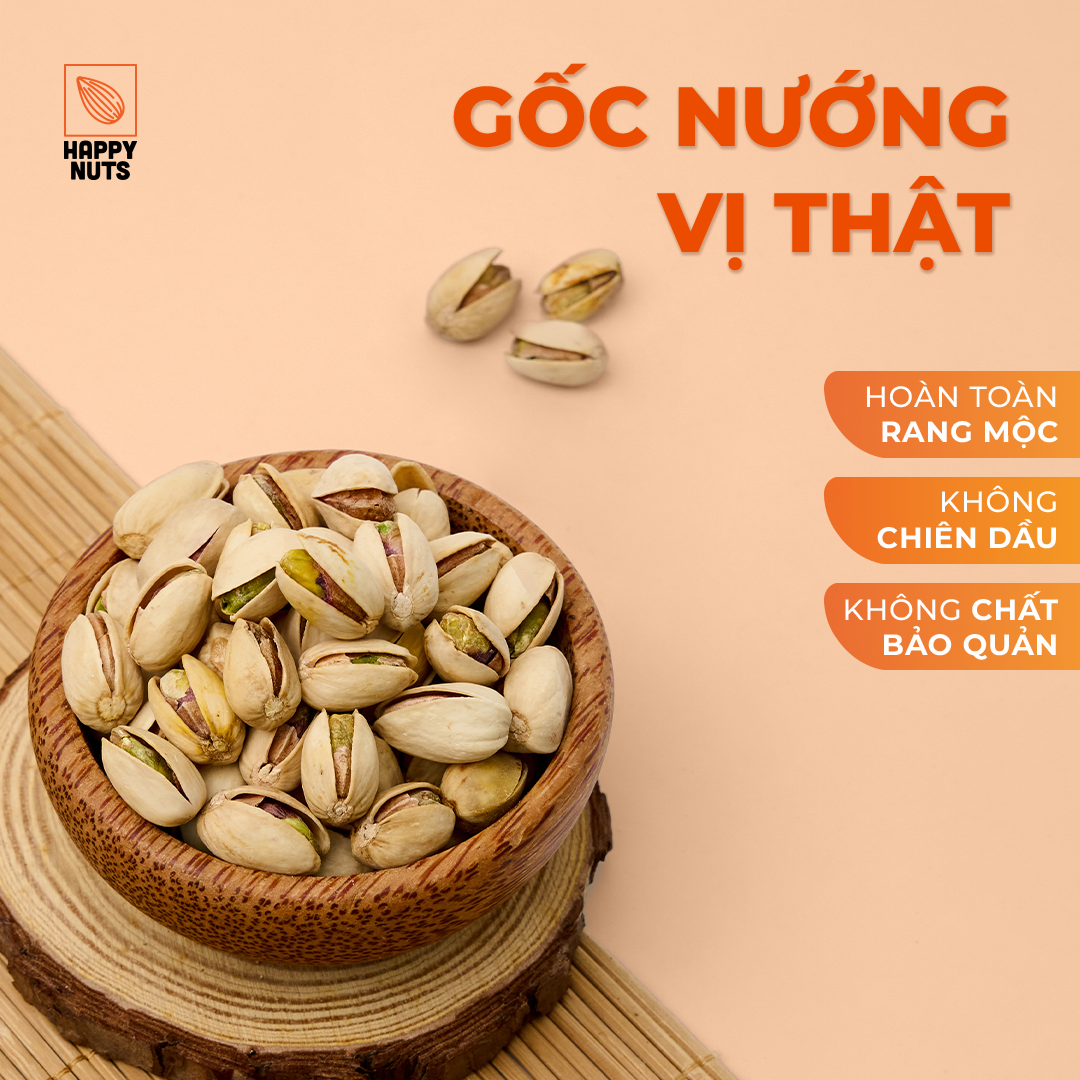 HAPPY
NUTS
GỐC NƯỚNG
VỊ THẬT
HOÀN TOÀN
RANG MỘC
KHÔNG
CHIÊN DẦU
KHÔNG CHẤT
BẢO QUẢN